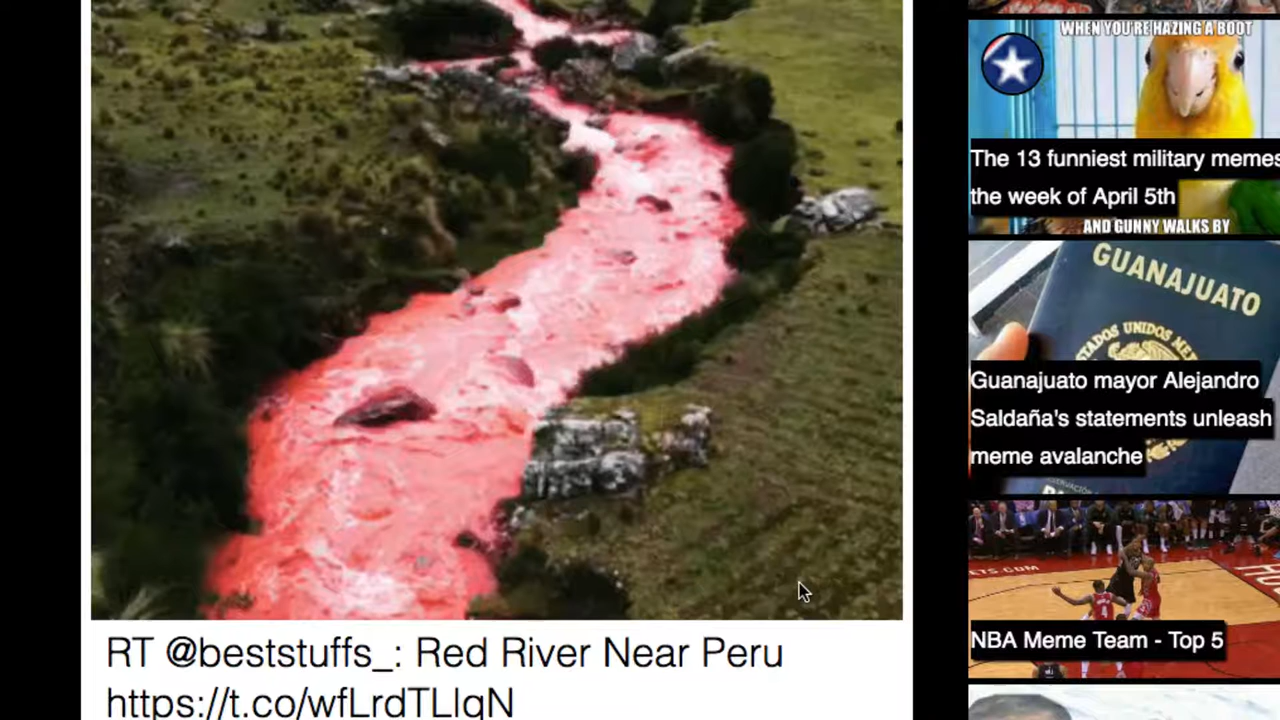 RT @beststuffs_: Red River Near Peru
https://t.co/wfLrdTLlqN
WHEN YOU'RE HAZING A BOOT
The 13 funniest military memes
the week of April 5th
AND GUNNY WALKS BY
GUANAJUATO
Guanajuato mayor Alejandro
Saldaña's statements unleash
meme avalanche
NBA Meme Team - Top 5